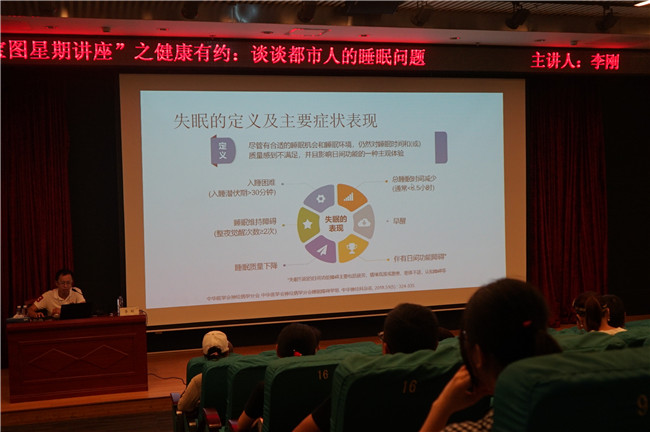 图星期讲座”之健康有约：谈谈都市人的睡眠问题
主讲人：李刚
失眠的定义及主要症状表现
定义
尽管有合适的睡眠机会和睡眠环境，仍然对睡眠时间和(或)
质量感到不满足，并且影响日间功能的一种主观体验
入睡困难
(入睡潜伏期>30分钟)
总睡眠时间减少
(通常<6.5小时)
睡眠维持障碍
(整夜觉醒次数≥2次)
失眠的
表现
早醒
睡眠质量下降
伴有日间功能障碍*
16
16